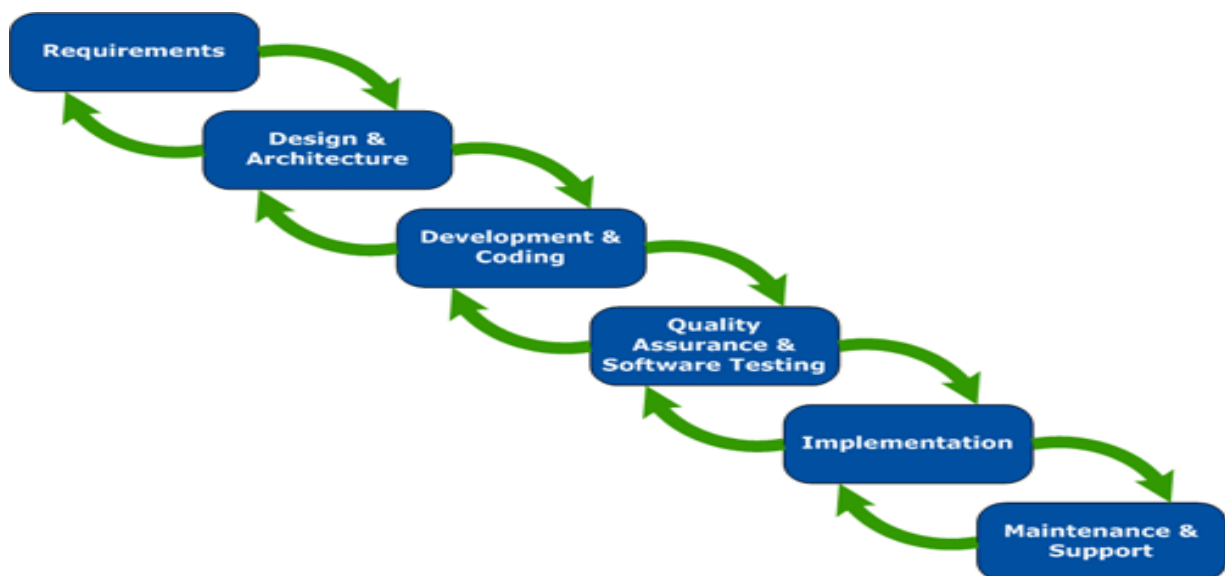 Requirements
Design &
Architecture
Development &
Coding
Quality
Assurance &
Software Testing
Implementation
Maintenance &
Support